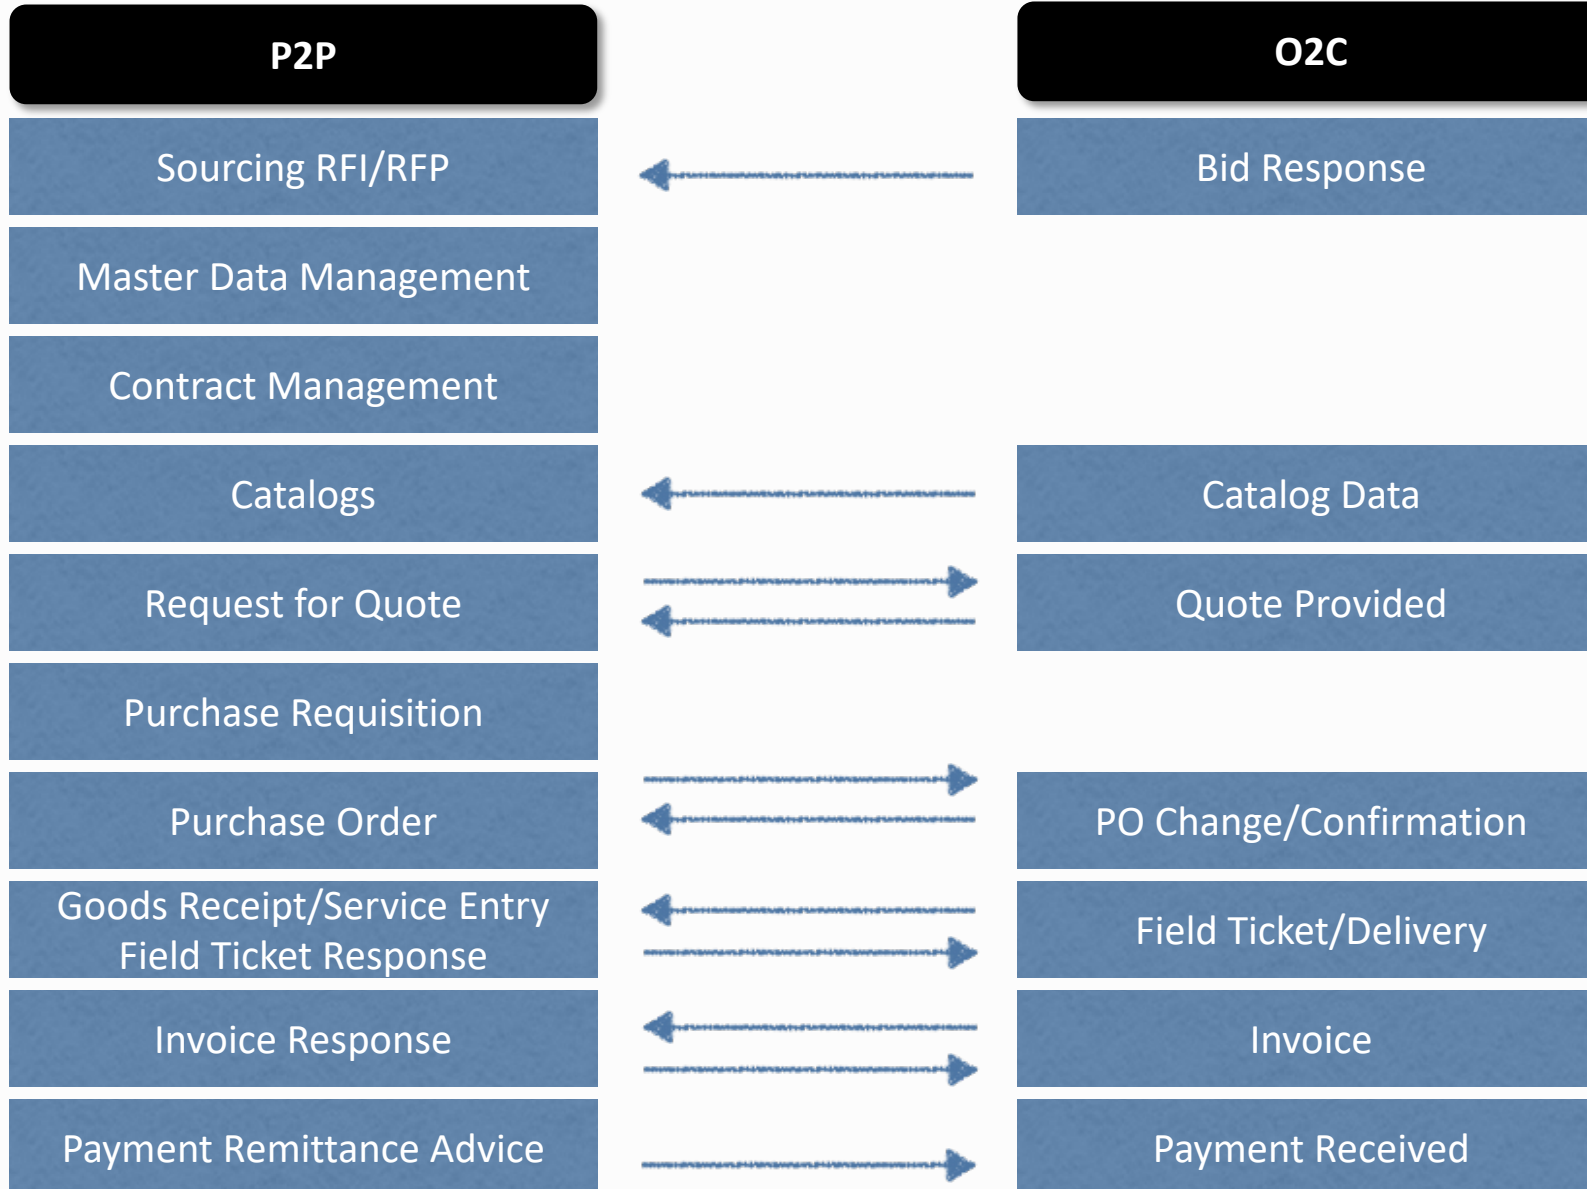 P2P
O2C
Sourcing RFI/RFP
Bid Response
Master Data Management
Contract Management
Catalogs
Catalog Data
Request for Quote
Quote Provided
Purchase Requisition
Purchase Order
PO Change/Confirmation
Goods Receipt/Service Entry
Field Ticket Response
Field Ticket/Delivery
Invoice Response
Invoice
Payment Remittance Advice
Payment Received